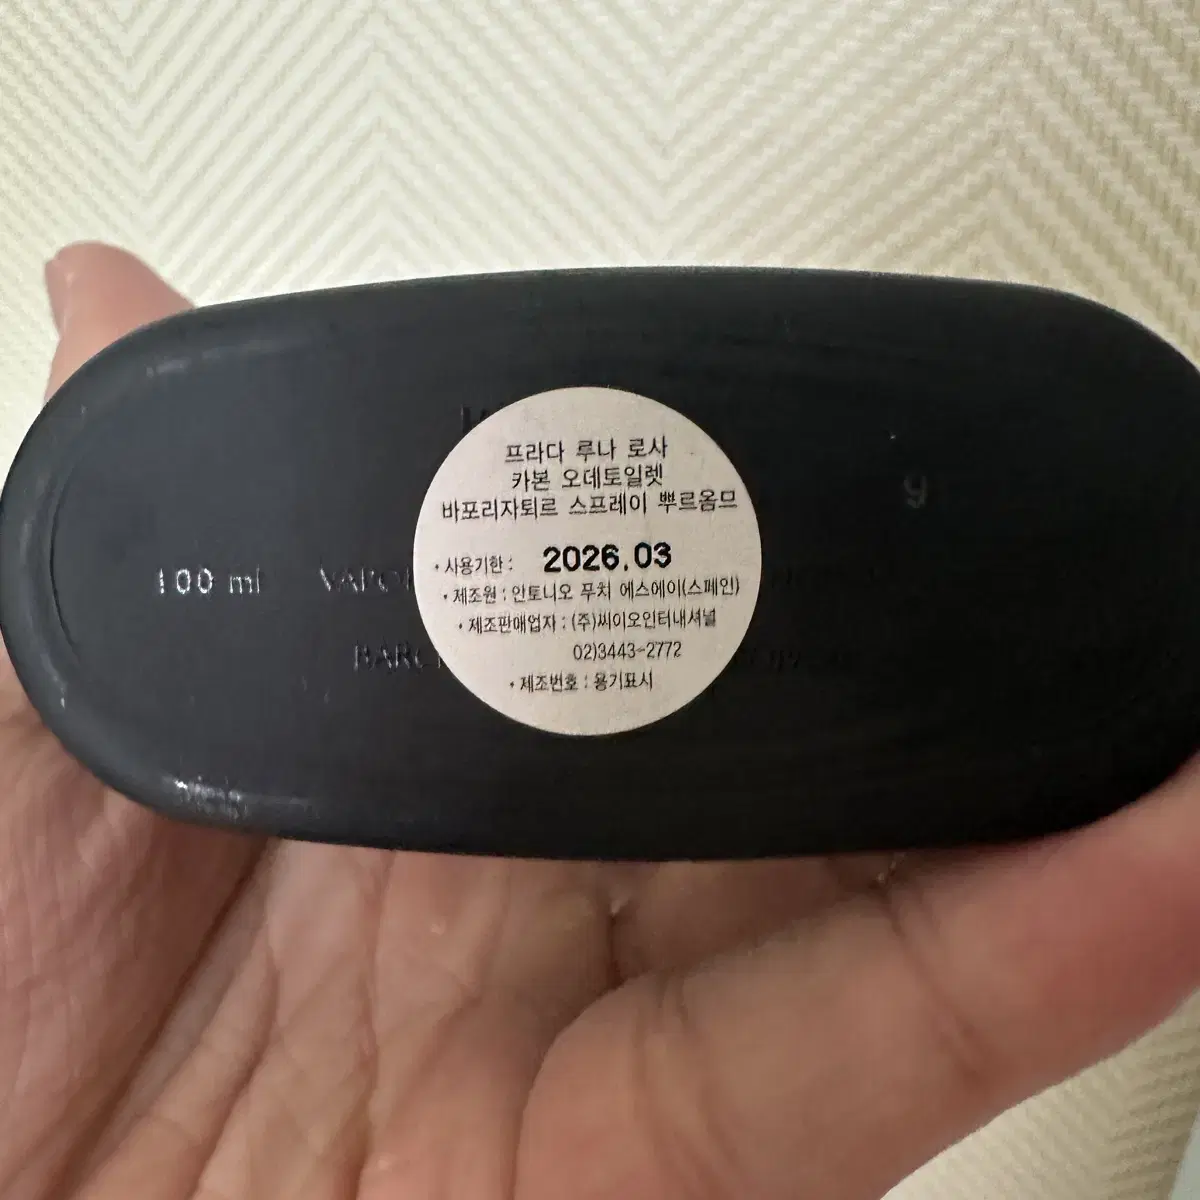 프라다 루나 로사
카본 오데토일렛
바포리자퇴르 스프레이 뿌르옴므
• 사용기한 : 2026.03
• 제조원 : 안토니오 푸치 에스에이(스페인)
• 제조판매업자 : (주)씨이오인터내셔널
02)3443-2772
• 제조번호 : 용기표시
100 ml